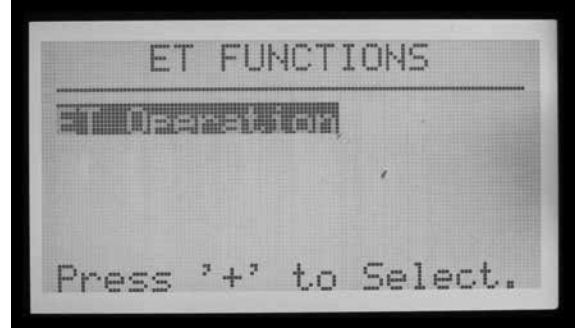 ET FUNCTIONS
ET Operation
Press '+' to Select.